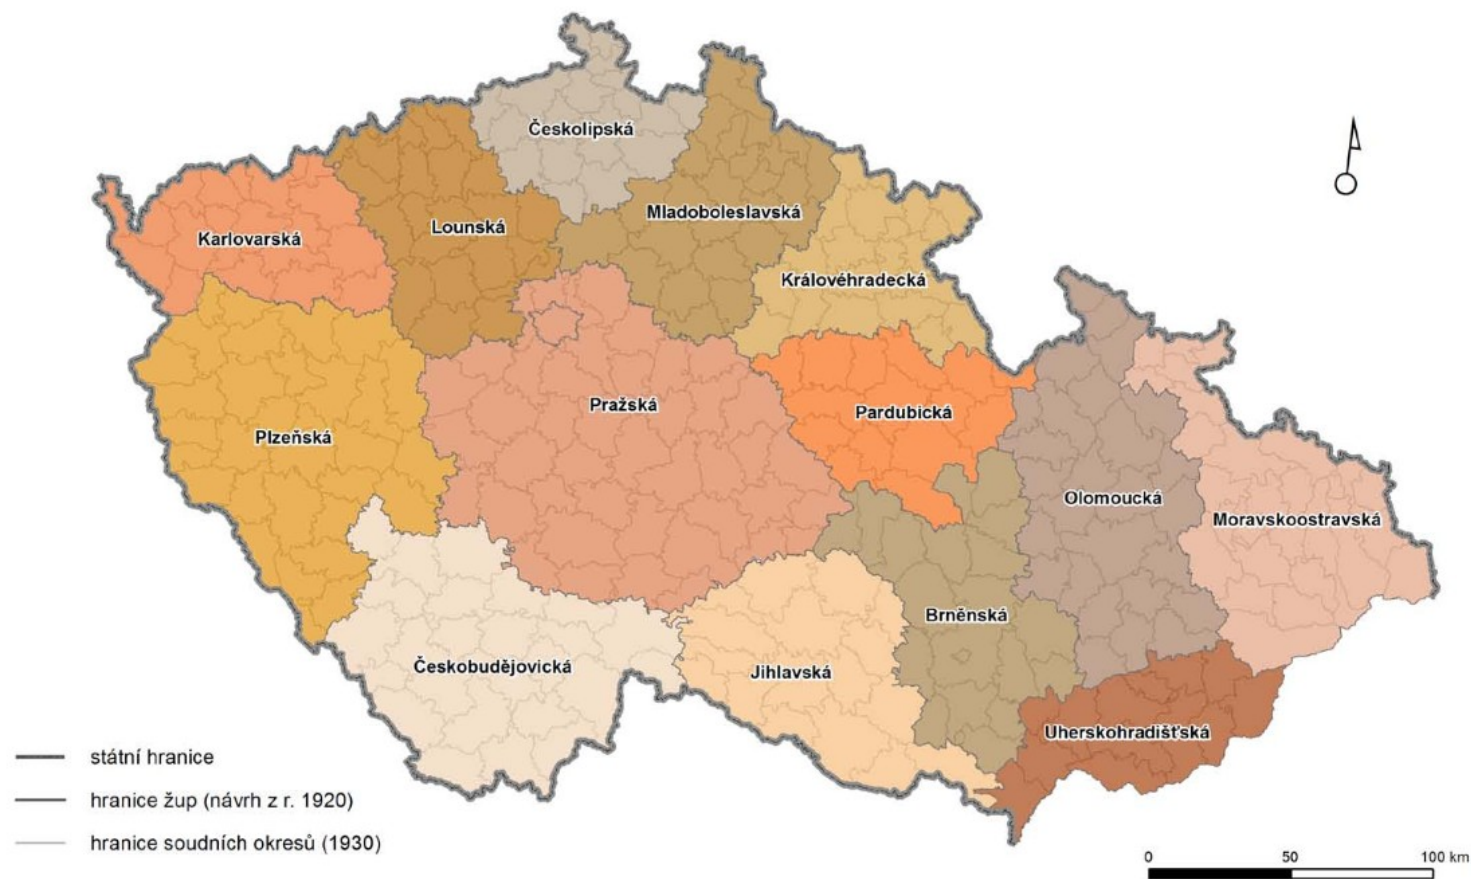 Českolipská
Mladoboleslavská
Lounská
Karlovarská
Královéhradecká
Pražská
Pardubická
Plzeňská
Olomoucká
Moravskoostravská
Brněnská
Českobudějovická
Jihlavská
Uherskohradišťská
státní hranice
hranice žup (návrh z r. 1920)
hranice soudních okresů (1930)
0 50 100 km